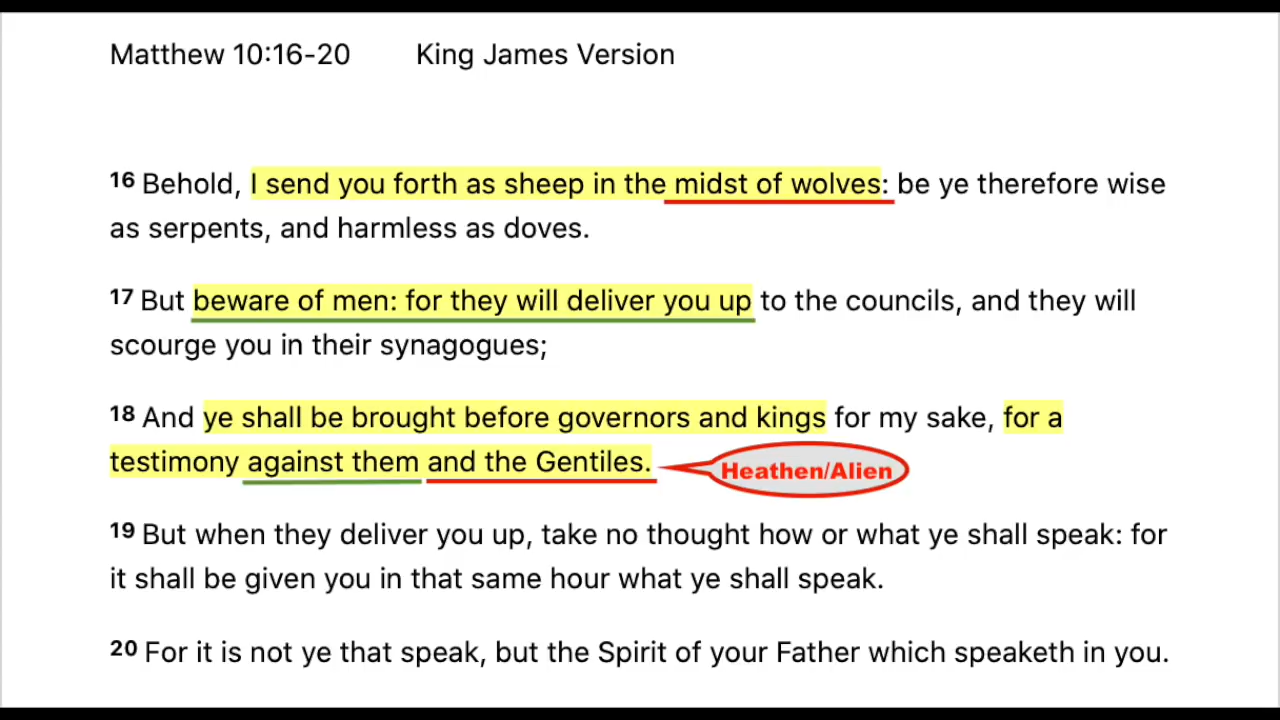 Matthew 10:16-20 King James Version
16 Behold, I send you forth as sheep in the midst of wolves: be ye therefore wise
as serpents, and harmless as doves.
17 But beware of men: for they will deliver you up to the councils, and they will
scourge you in their synagogues;
18 And ye shall be brought before governors and kings for my sake, for a
testimony against them and the Gentiles. Heathen/Alien
19 But when they deliver you up, take no thought how or what ye shall speak: for
it shall be given you in that same hour what ye shall speak.
20 For it is not ye that speak, but the Spirit of your Father which speaketh in you.